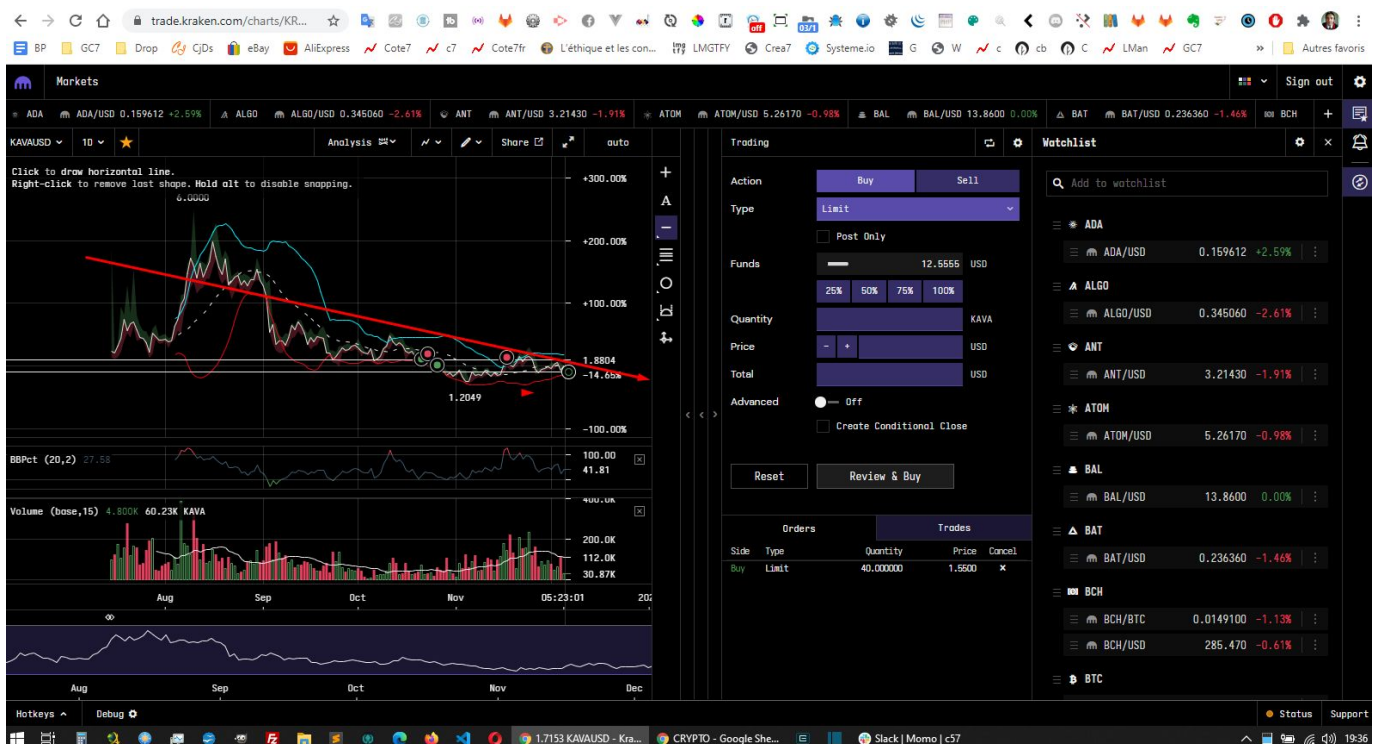 trade.kraken.com/charts/KR...
BP GC7 Drop CjDs eBay AliExpress Cote7 c7 Cote7fr L'éthique et les con... LMGTFY Crea7 Systeme.io G W c cb C LMan GC7 » Autres favoris
Markets Sign out
ADA ADA/USD 0.159612 +2.59% ALGO ALGO/USD 0.345060 -2.61% ANT ANT/USD 3.21430 -1.91% ATOM ATOM/USD 5.26170 -0.98% BAL BAL/USD 13.8600 0.00% BAT BAT/USD 0.236360 -1.46% BCH +
KAVAUSD 1D Analysis Share auto
Click to draw horizontal line.
Right-click to remove last shape. Hold alt to disable snapping.
6.0000
+300.00%
+200.00%
+100.00%
1.8804
-14.65%
1.2049
-100.00%
A
BBPct (20,2) 27.58
100.00
41.81
Volume (base,15) 4.800K 60.23K KAVA
400.0K
200.0K
112.0K
30.87K
Aug Sep Oct Nov 05:23:01 202
Aug Sep Oct Nov Dec
Trading
Action Buy Sell
Type Limit
Post Only
Funds 12.5555 USD
25% 50% 75% 100%
Quantity KAVA
Price - + USD
Total USD
Advanced Off
Create Conditional Close
Reset Review & Buy
Orders Trades
Side Type Quantity Price Cancel
Buy Limit 40.000000 1.5500 x
Watchlist
Add to watchlist
ADA
ADA/USD 0.159612 +2.59%
ALGO
ALGO/USD 0.345060 -2.61%
ANT
ANT/USD 3.21430 -1.91%
ATOM
ATOM/USD 5.26170 -0.98%
BAL
BAL/USD 13.8600 0.00%
BAT
BAT/USD 0.236360 -1.46%
BCH
BCH/BTC 0.0149100 -1.13%
BCH/USD 285.470 -0.61%
BTC
Hotkeys Debug Status Support
1.7153 KAVAUSD - Kra... CRYPTO - Google She... Slack | Momo | c57 19:36